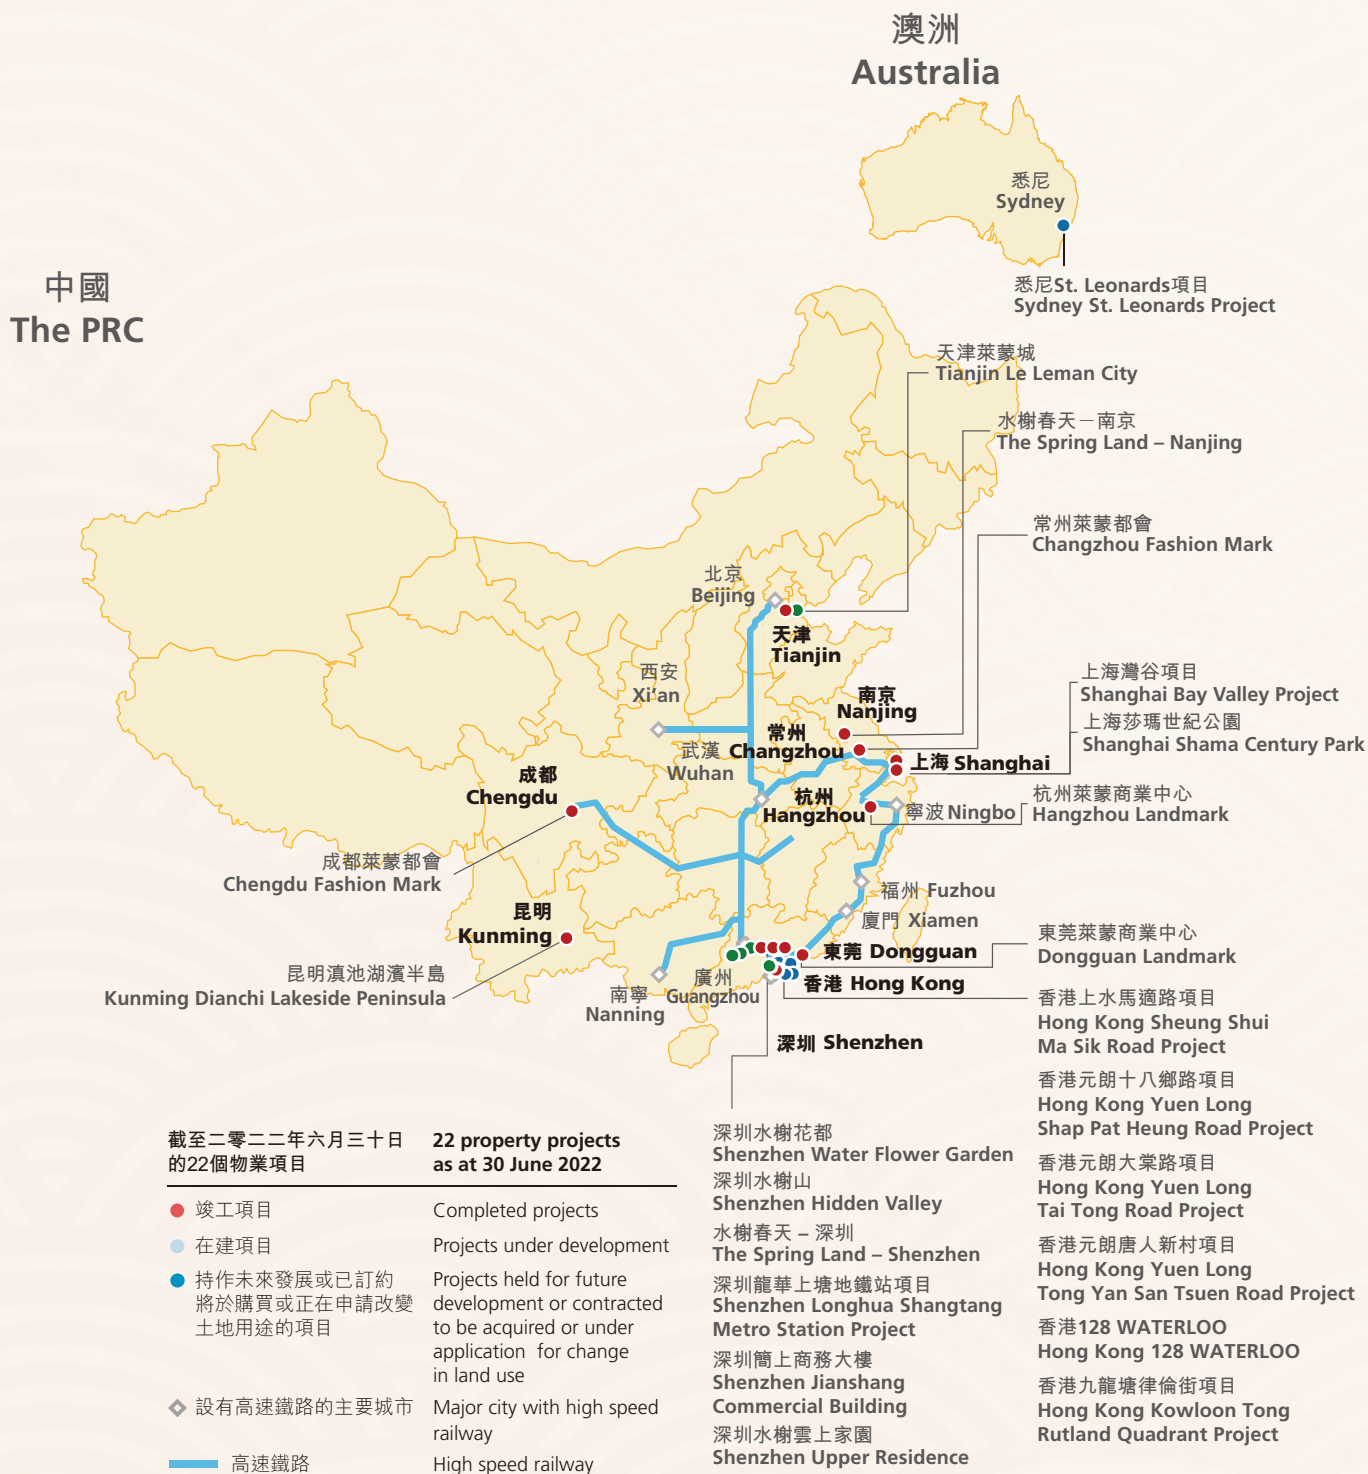 澳洲
Australia
悉尼
Sydney
悉尼St. Leonards項目
Sydney St. Leonards Project
中國
The PRC
天津萊蒙城
Tianjin Le Leman City
水榭春天－南京
The Spring Land – Nanjing
常州萊蒙都會
Changzhou Fashion Mark
北京
Beijing
天津
Tianjin
西安
Xi'an
南京
Nanjing
上海灣谷項目
Shanghai Bay Valley Project
上海莎瑪世紀公園
Shanghai Shama Century Park
常州
Changzhou
武漢
Wuhan
上海 Shanghai
成都
Chengdu
杭州
Hangzhou
寧波 Ningbo
杭州萊蒙商業中心
Hangzhou Landmark
成都萊蒙都會
Chengdu Fashion Mark
福州 Fuzhou
廈門 Xiamen
昆明
Kunming
昆明滇池湖濱半島
Kunming Dianchi Lakeside Peninsula
東莞 Dongguan
東莞萊蒙商業中心
Dongguan Landmark
廣州
Guangzhou
南寧
Nanning
香港 Hong Kong
深圳 Shenzhen
香港上水馬適路項目
Hong Kong Sheung Shui
Ma Sik Road Project
香港元朗十八鄉路項目
Hong Kong Yuen Long
Shap Pat Heung Road Project
香港元朗大棠路項目
Hong Kong Yuen Long
Tai Tong Road Project
香港元朗唐人新村項目
Hong Kong Yuen Long
Tong Yan San Tsuen Road Project
香港128 WATERLOO
Hong Kong 128 WATERLOO
香港九龍塘律倫街項目
Hong Kong Kowloon Tong
Rutland Quadrant Project
深圳水榭花都
Shenzhen Water Flower Garden
深圳水榭山
Shenzhen Hidden Valley
水榭春天 – 深圳
The Spring Land – Shenzhen
深圳龍華上塘地鐵站項目
Shenzhen Longhua Shangtang
Metro Station Project
深圳簡上商務大樓
Shenzhen Jianshang
Commercial Building
深圳水榭雲上家園
Shenzhen Upper Residence
截至二零二二年六月三十日
的22個物業項目
22 property projects
as at 30 June 2022
竣工項目
Completed projects
在建項目
Projects under development
持作未來發展或已訂約
將於購買或正在申請改變
土地用途的項目
Projects held for future
development or contracted
to be acquired or under
application for change
in land use
設有高速鐵路的主要城市
Major city with high speed
railway
高速鐵路
High speed railway